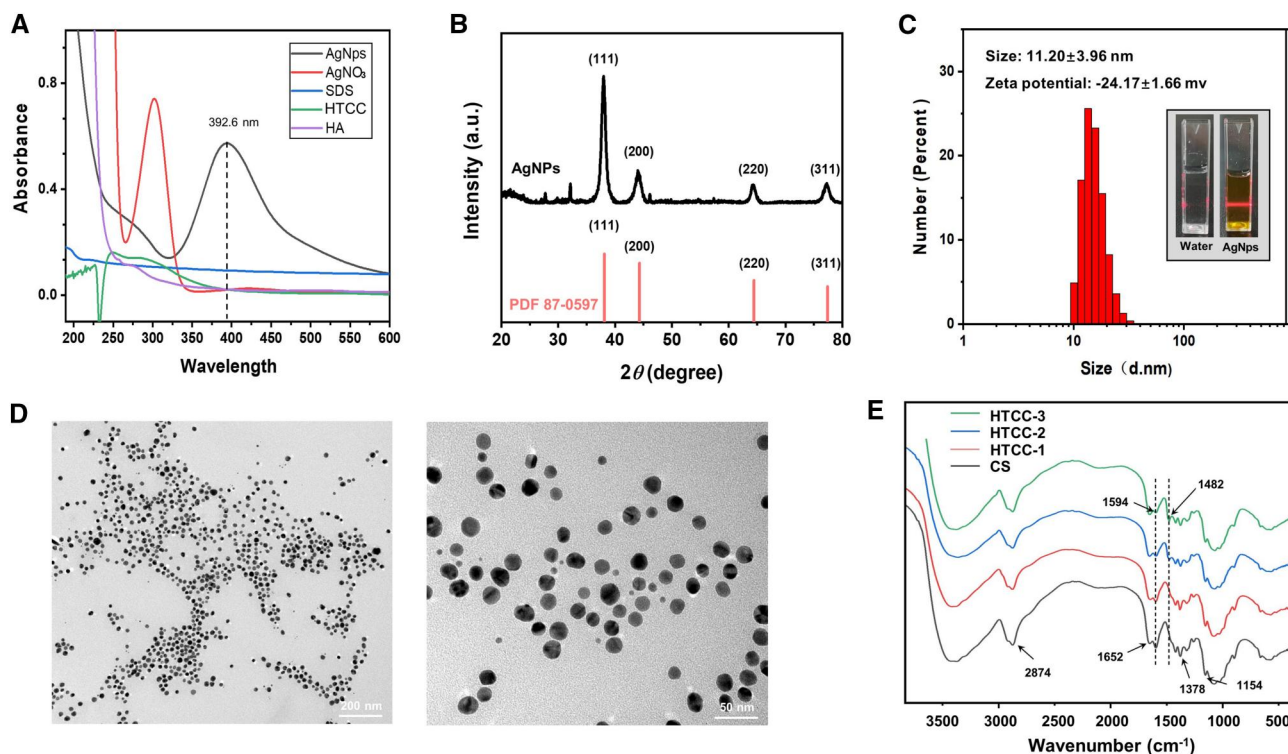 A
Absorbance
0.8
0.4
0.0
AgNps
AgNO₃
SDS
HTCC
HA
392.6 nm
200 250 300 350 400 450 500 550 600
Wavelength
B
Intensity (a.u.)
(111)
(200)
(220)
(311)
AgNPs
(111)
(200)
(220)
(311)
PDF 87-0597
20 30 40 50 60 70 80
2θ (degree)
C
Number (Percent)
30
20
10
0
Size: 11.20±3.96 nm
Zeta potential: -24.17±1.66 mv
Water AgNPs
1 10 100
Size (d.nm)
D
200 nm
50 nm
E
HTCC-3
HTCC-2
HTCC-1
CS
1594
1482
2874
1652
1378
1154
3500 3000 2500 2000 1500 1000 500
Wavenumber (cm⁻¹)